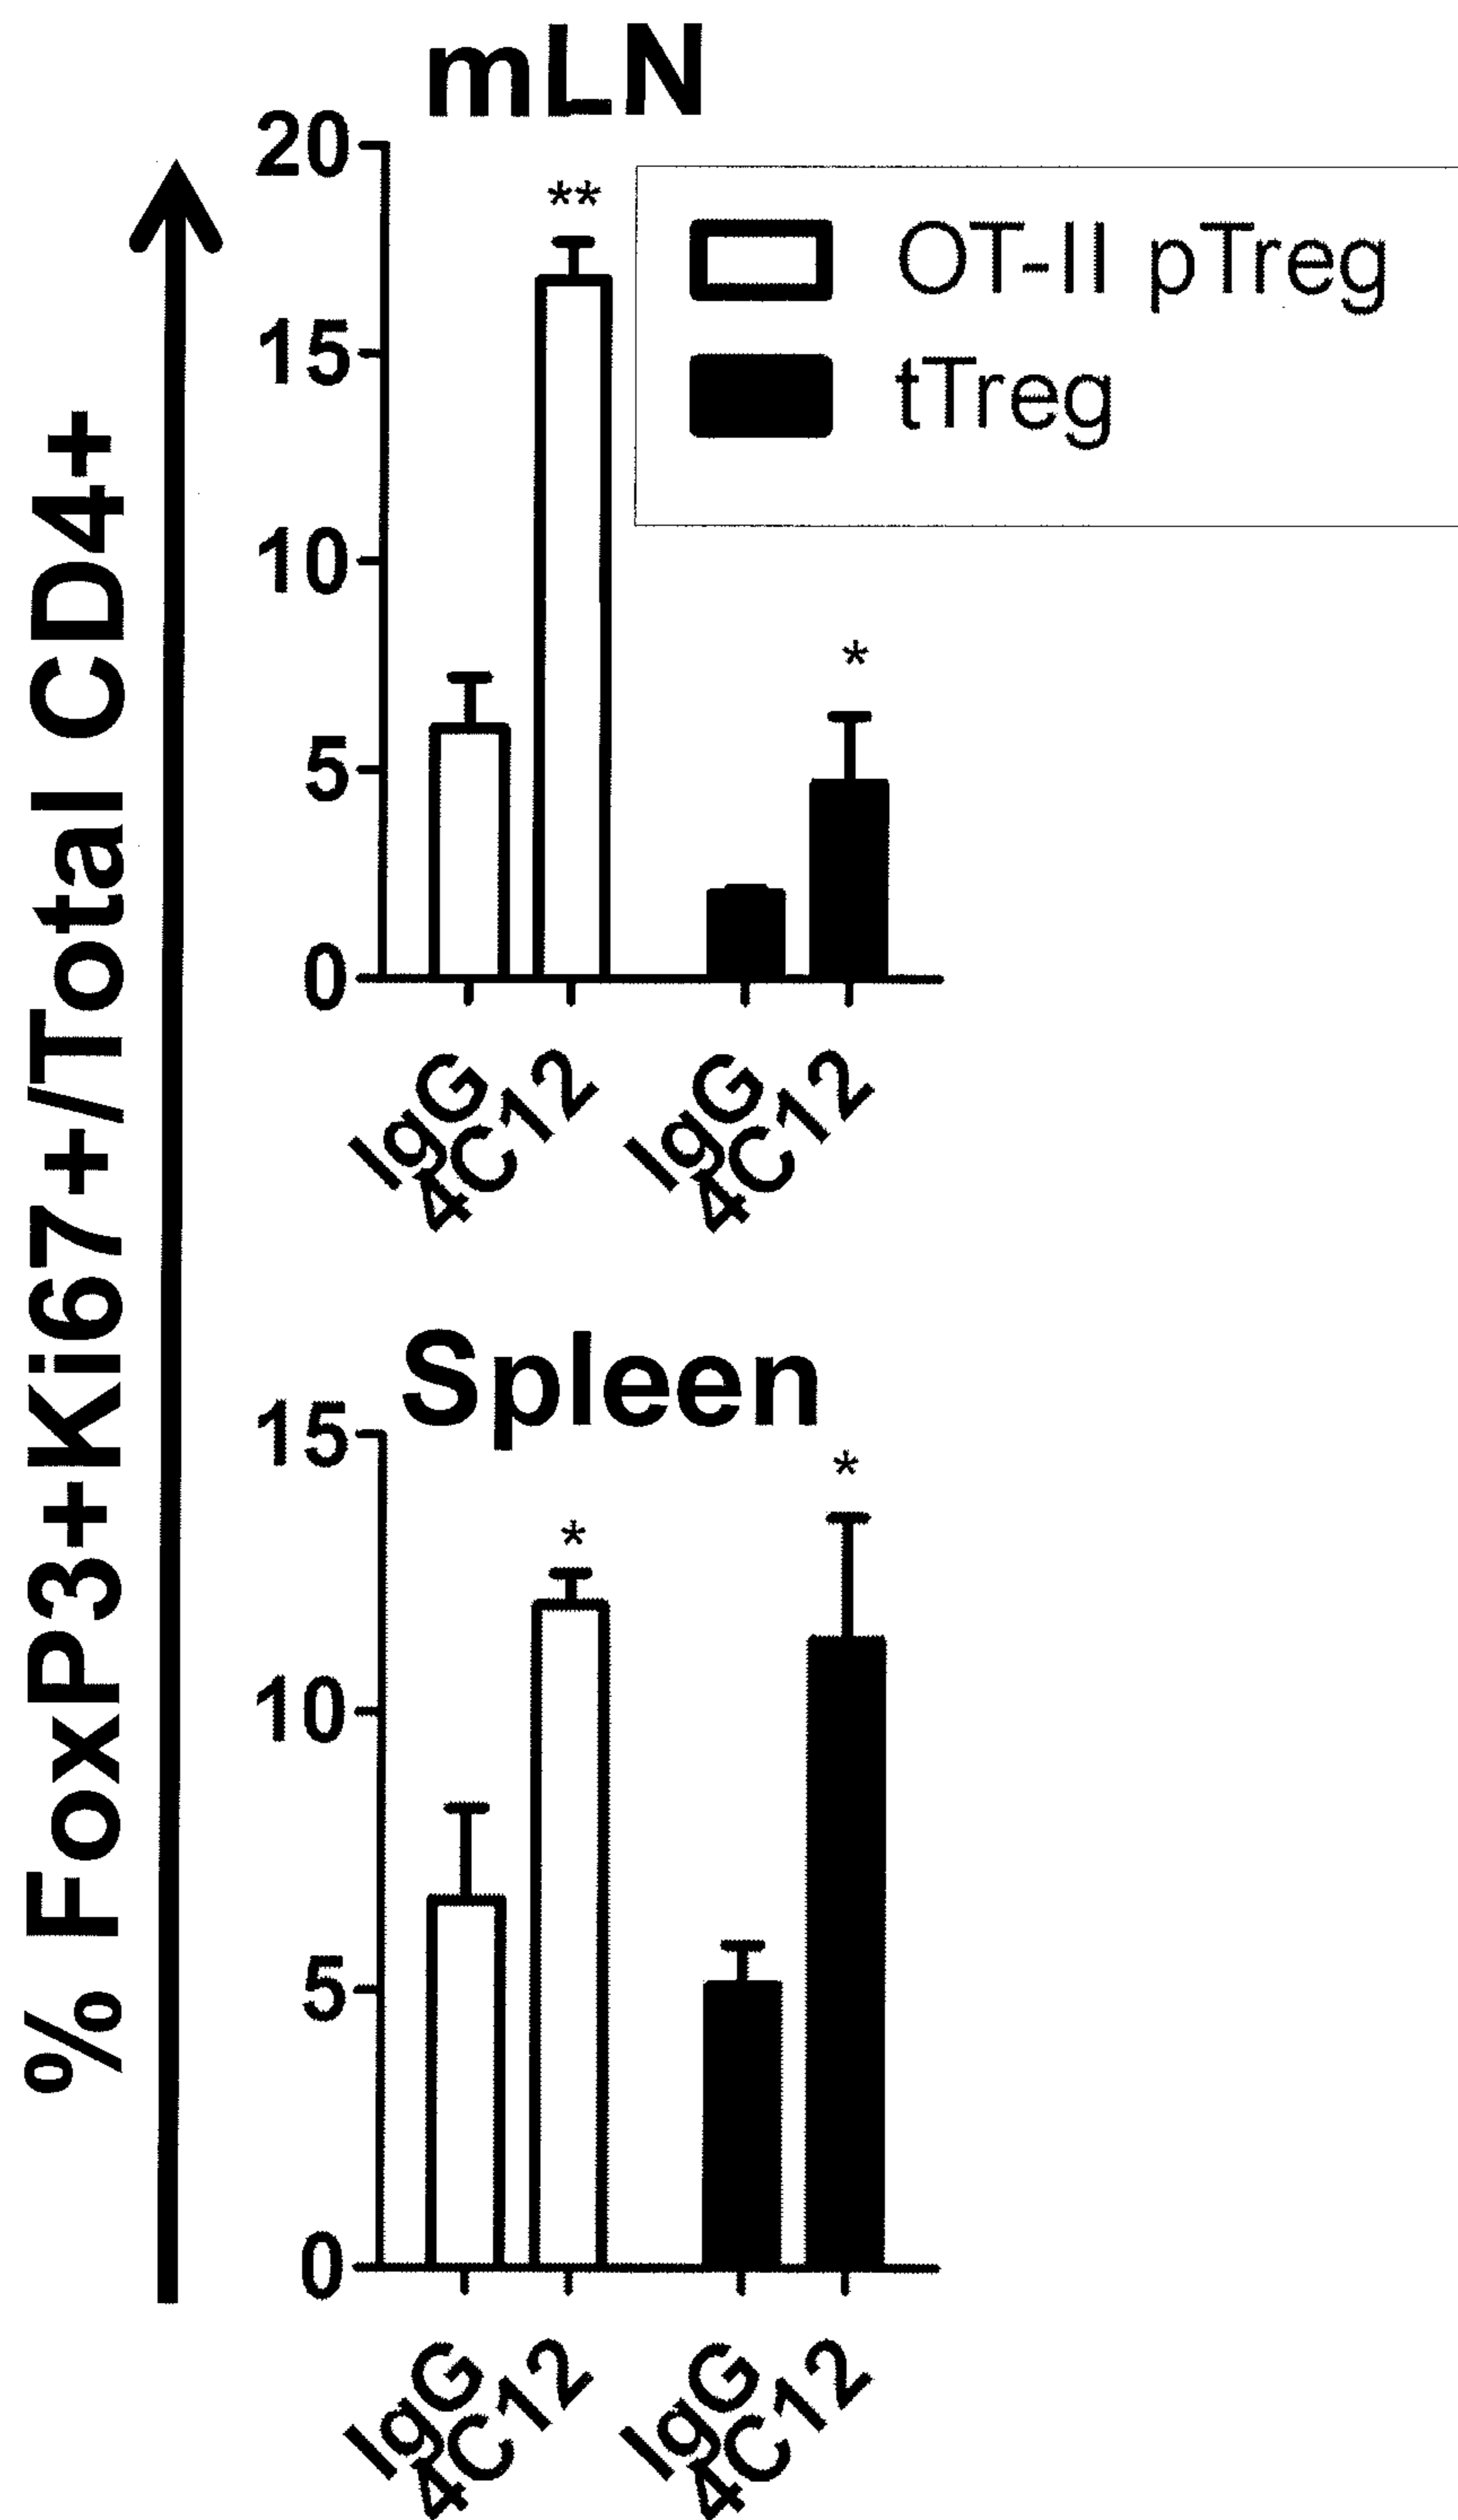 % FoxP3+Ki67+/Total CD4+
mLN
20
15
10
5
0
**
*
OT-II pTreg
tTreg
IgG
4C12
IgG
4C12
Spleen
15
10
5
0
*
*
IgG
4C12
IgG
4C12